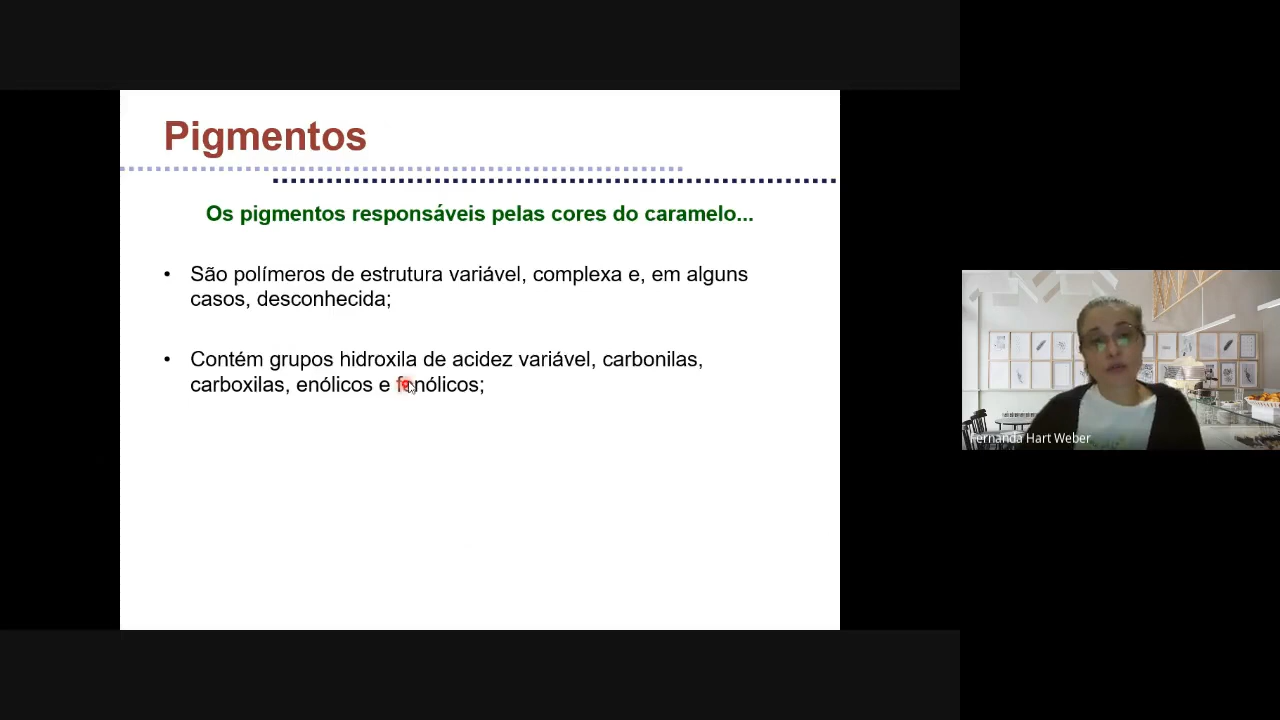 Pigmentos
Os pigmentos responsáveis pelas cores do caramelo...
• São polímeros de estrutura variável, complexa e, em alguns
casos, desconhecida;
• Contém grupos hidroxila de acidez variável, carbonilas,
carboxilas, enólicos e fenólicos;
Fernanda Hart Weber